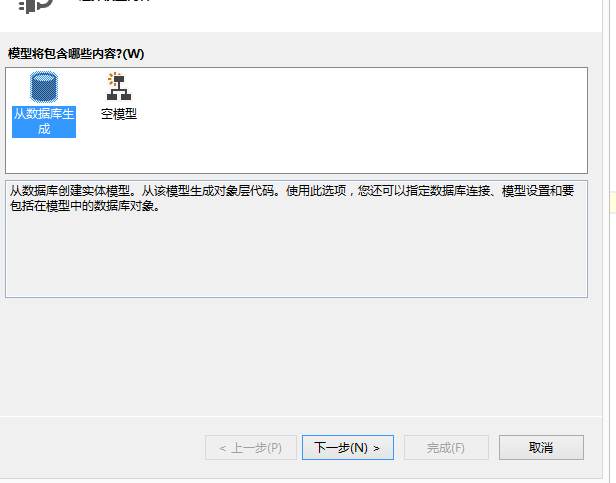 模型将包含哪些内容?(W)
从数据库生
成
空模型
从数据库创建实体模型。从该模型生成对象层代码。使用此选项，您还可以指定数据库连接、模型设置和要
包括在模型中的数据库对象。
< 上一步(P)
下一步(N) >
完成(F)
取消